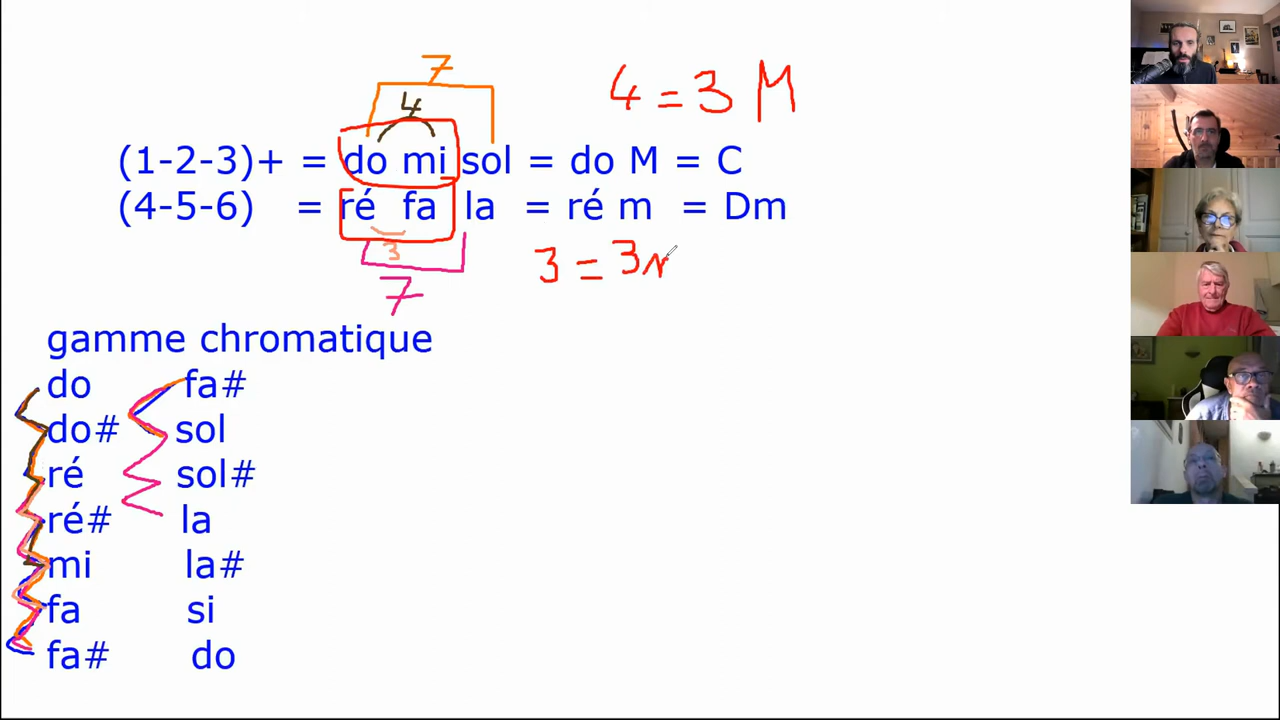 7
4
4 = 3 M
(1-2-3)+ = do mi sol = do M = C
(4-5-6) = ré fa la = ré m = Dm
3
3 = 3
7
gamme chromatique
do fa#
do# sol
ré sol#
ré# la
mi la#
fa si
fa# do